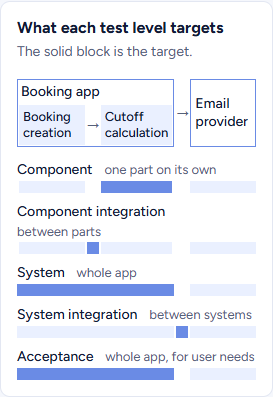 What each test level targets
The solid block is the target.
Booking app
Booking creation
→
Cutoff calculation
→
Email provider
Component one part on its own
Component integration
between parts
System whole app
System integration between systems
Acceptance whole app, for user needs